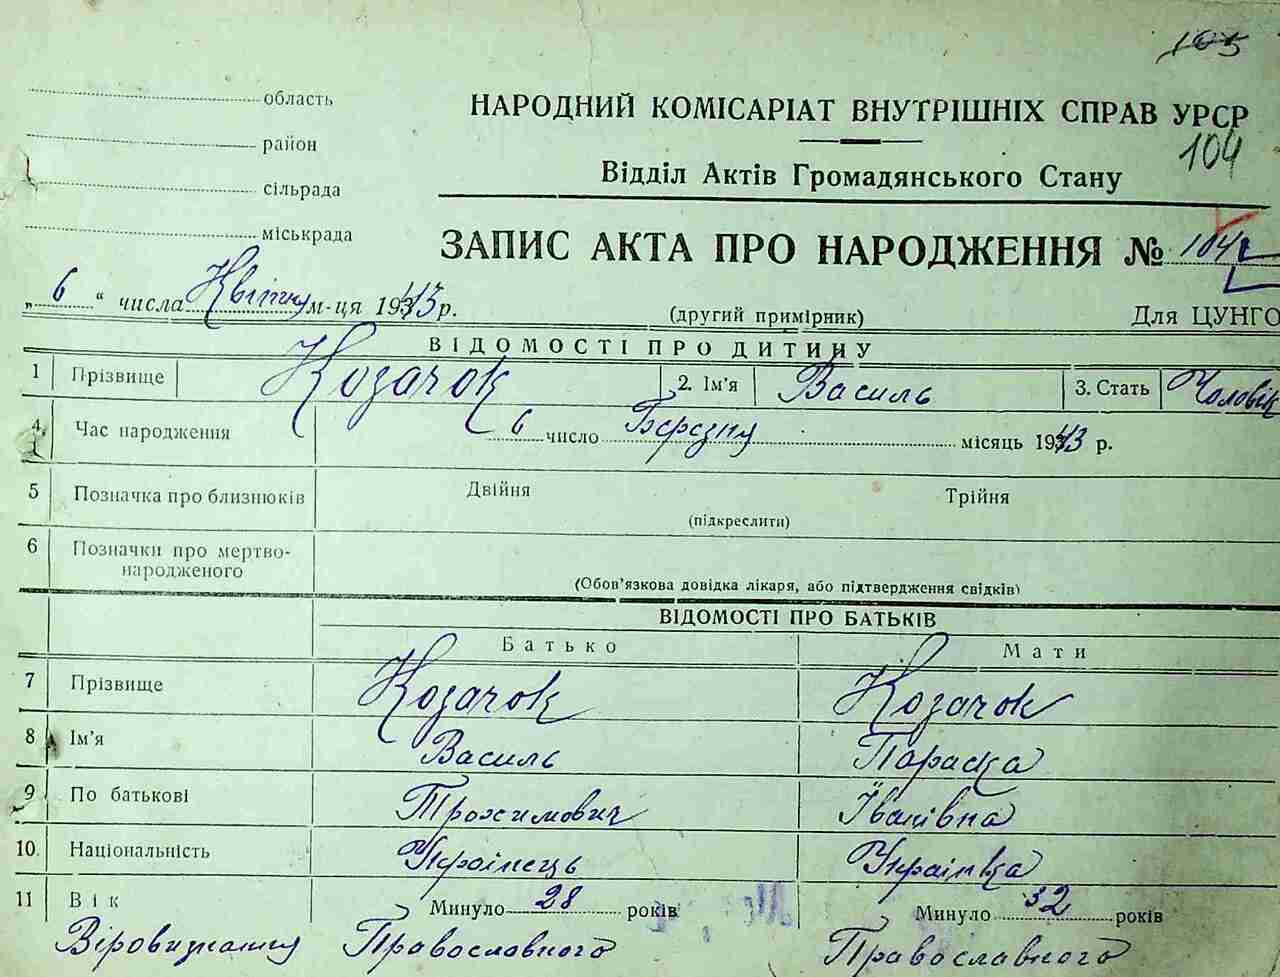 105
область
НАРОДНИЙ КОМІСАРІАТ ВНУТРІШНІХ СПРАВ УРСР
район
104
Відділ Актів Громадянського Стану
сільрада
міськрада
ЗАПИС АКТА ПРО НАРОДЖЕННЯ № 104
„ 6 “ числа Квітня м-ця 1943 р.
(другий примірник)
Для ЦУНГО
ВІДОМОСТІ ПРО ДИТИНУ
1 Прізвище Козачок 2. Ім’я Василь 3. Стать Чоловік
4. Час народження 6 число Березня місяць 1943 р.
5 Позначка про близнюків Двійня Трійня
(підкреслити)
6 Позначки про мертво-
народженого
(Обов’язкова довідка лікаря, або підтвердження свідків)
ВІДОМОСТІ ПРО БАТЬКІВ
Батько Мати
7 Прізвище Козачок Козачок
8 Ім’я Василь Параска
9 По батькові Трохимович Іванівна
10. Національність Українець Українка
11 Вік Минуло 28 років Минуло 32 років
Віровизнання Православного Православного